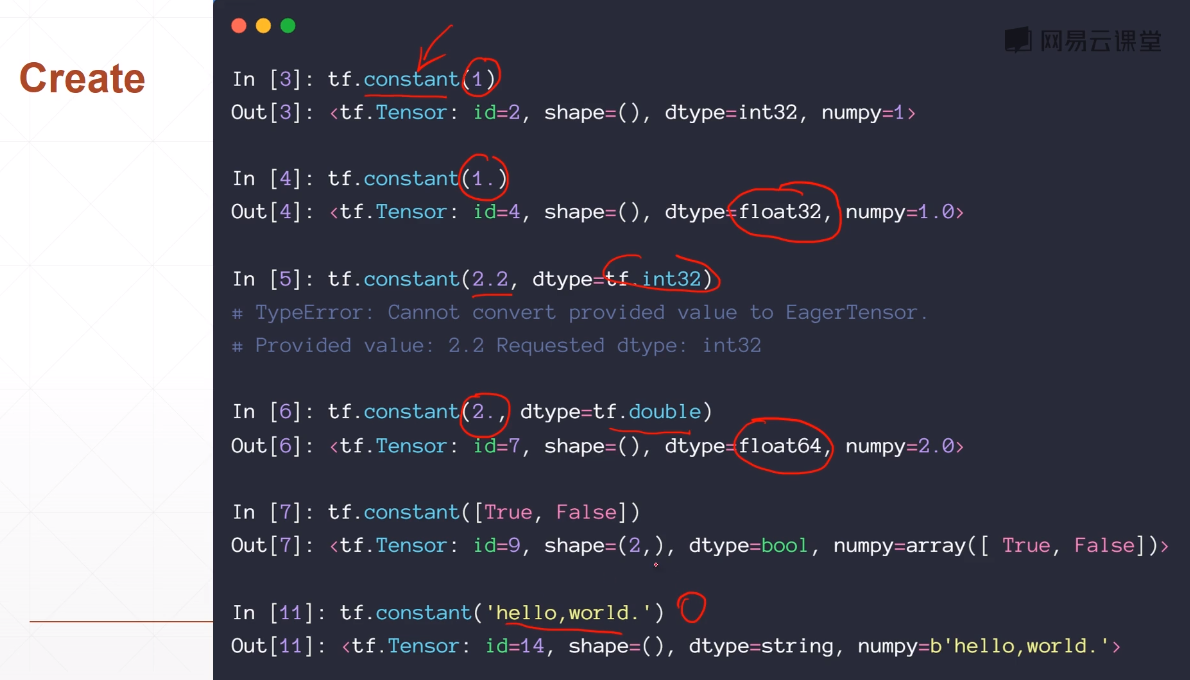 Create
网易云课堂
In [3]: tf.constant(1)
Out[3]: <tf.Tensor: id=2, shape=(), dtype=int32, numpy=1>
In [4]: tf.constant(1.)
Out[4]: <tf.Tensor: id=4, shape=(), dtype=float32, numpy=1.0>
In [5]: tf.constant(2.2, dtype=tf.int32)
# TypeError: Cannot convert provided value to EagerTensor.
# Provided value: 2.2 Requested dtype: int32
In [6]: tf.constant(2., dtype=tf.double)
Out[6]: <tf.Tensor: id=7, shape=(), dtype=float64, numpy=2.0>
In [7]: tf.constant([True, False])
Out[7]: <tf.Tensor: id=9, shape=(2,), dtype=bool, numpy=array([ True, False])>
In [11]: tf.constant('hello,world.')
Out[11]: <tf.Tensor: id=14, shape=(), dtype=string, numpy=b'hello,world.'>